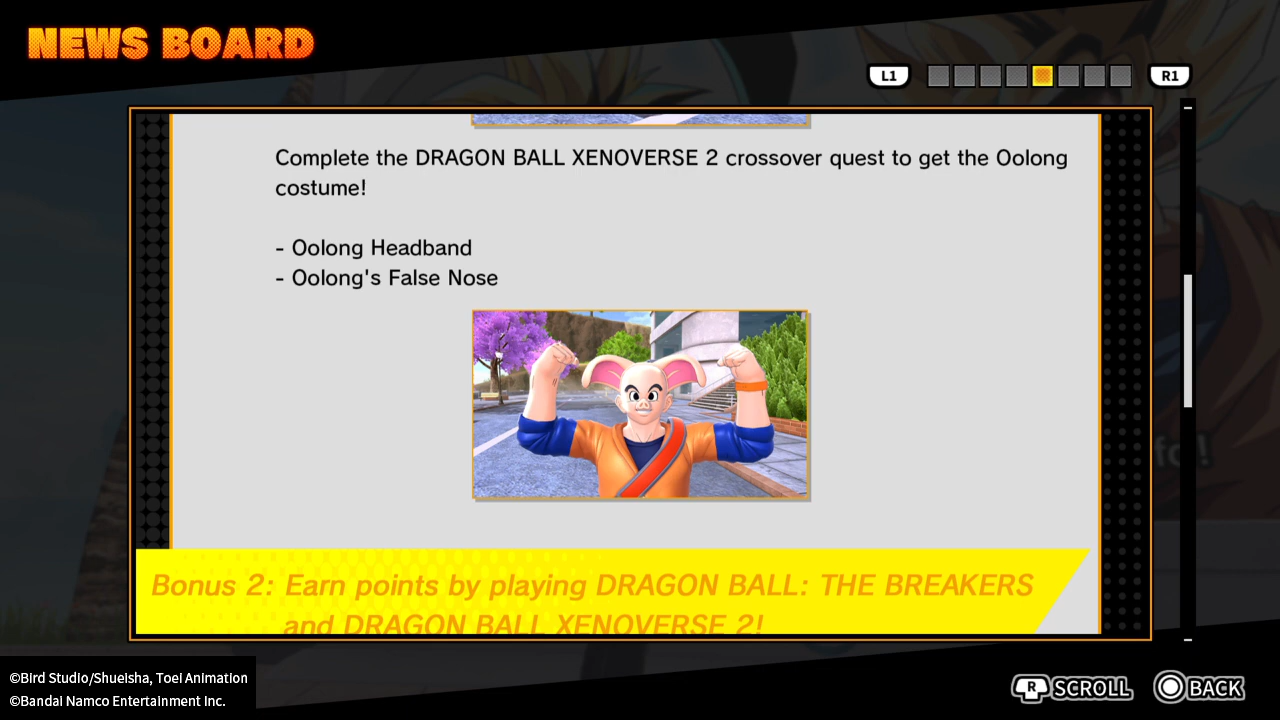 NEWS BOARD
L1
R1
Complete the DRAGON BALL XENOVERSE 2 crossover quest to get the Oolong
costume!
- Oolong Headband
- Oolong's False Nose
Bonus 2: Earn points by playing DRAGON BALL: THE BREAKERS
and DRAGON BALL XENOVERSE 2!
©Bird Studio/Shueisha, Toei Animation
©Bandai Namco Entertainment Inc.
R SCROLL
BACK